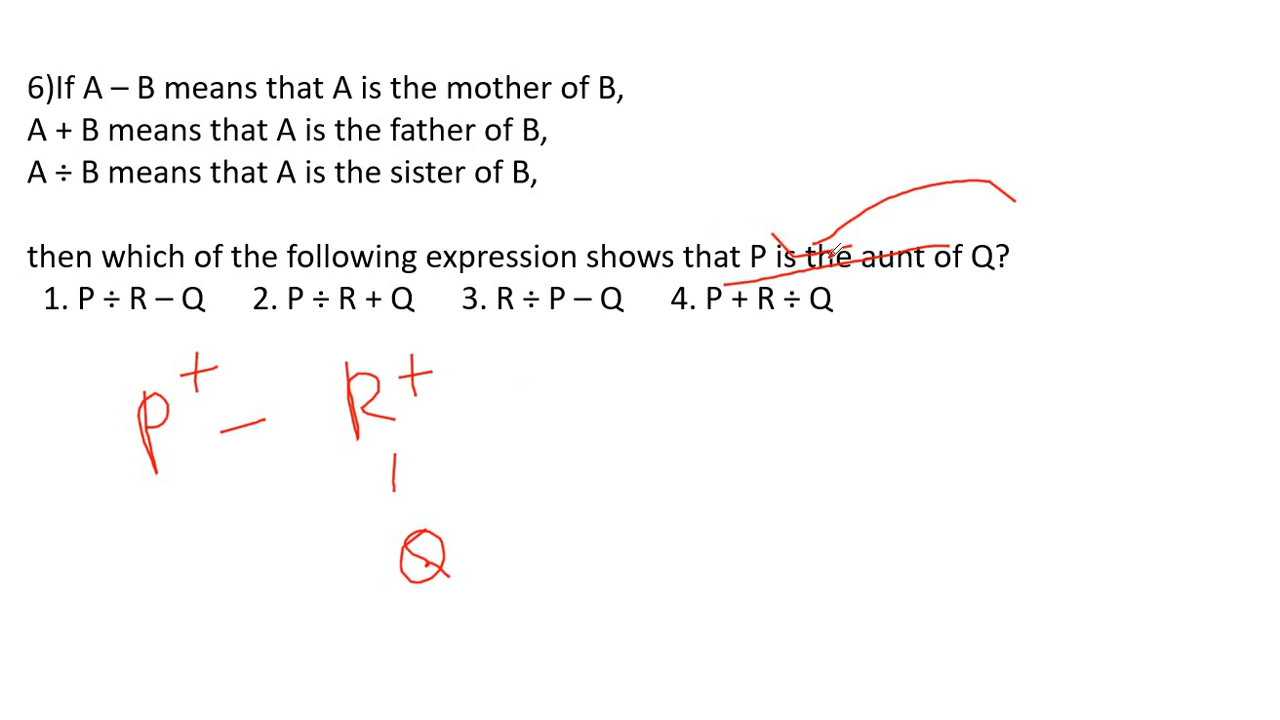 6)If A – B means that A is the mother of B,
A + B means that A is the father of B,
A ÷ B means that A is the sister of B,
then which of the following expression shows that P is the aunt of Q?
1. P ÷ R – Q 2. P ÷ R + Q 3. R ÷ P – Q 4. P + R ÷ Q
P+ – R+
|
Q